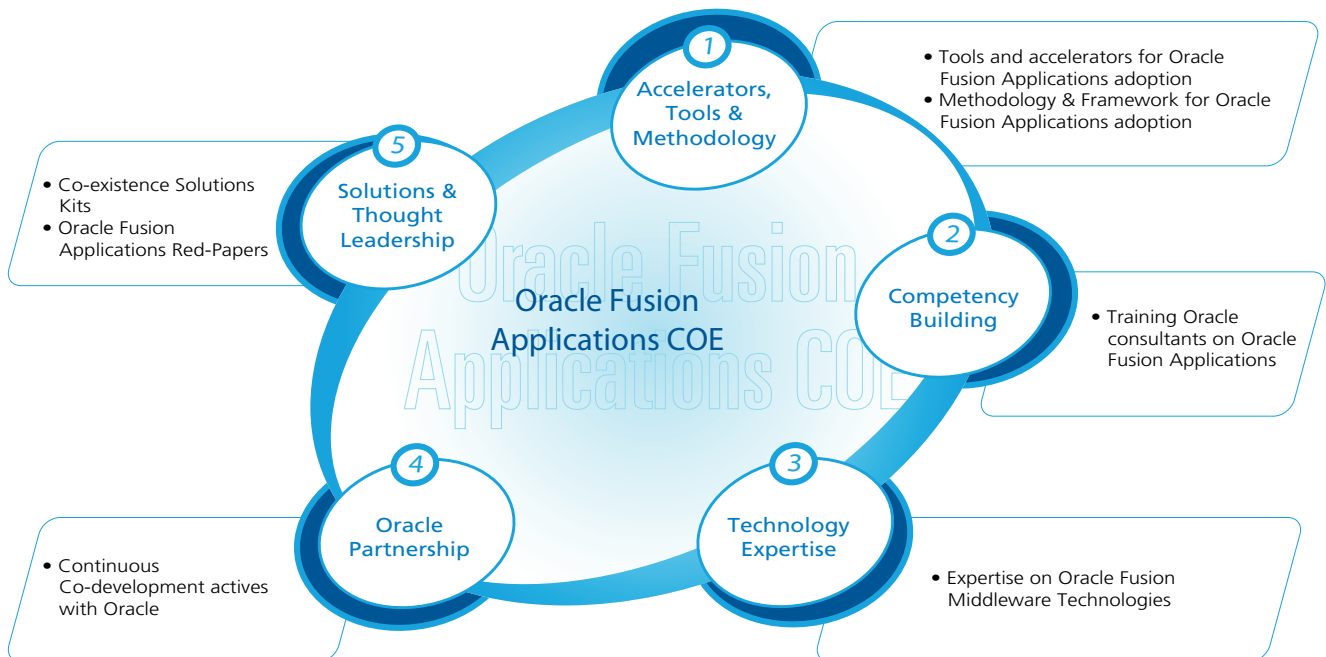 1
Accelerators,
Tools &
Methodology
• Tools and accelerators for Oracle
Fusion Applications adoption
• Methodology & Framework for Oracle
Fusion Applications adoption
2
Competency
Building
• Training Oracle
consultants on Oracle
Fusion Applications
3
Technology
Expertise
• Expertise on Oracle Fusion
Middleware Technologies
4
Oracle
Partnership
• Continuous
Co-development actives
with Oracle
5
Solutions &
Thought
Leadership
• Co-existence Solutions
Kits
• Oracle Fusion
Applications Red-Papers
Oracle Fusion
Applications COE
Oracle Fusion
Applications COE